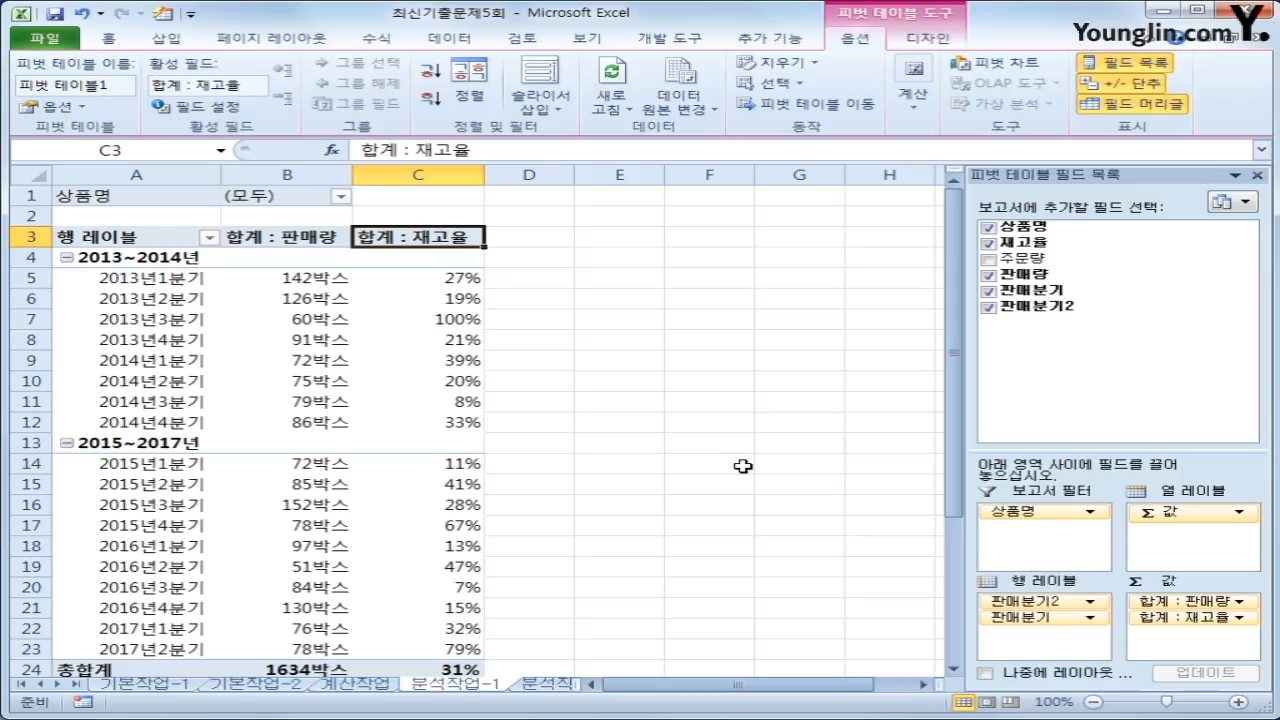 최신기출문제5회 - Microsoft Excel
피벗 테이블 도구
Younglin.com Y.
파일 홈 삽입 페이지 레이아웃 수식 데이터 검토 보기 개발 도구 추가 기능 옵션 디자인
피벗 테이블 이름:
피벗 테이블1
옵션
피벗 테이블
활성 필드:
합계 : 재고율
필드 설정
활성 필드
그룹 선택
그룹 해제
그룹 필드
그룹
정렬
슬라이서
삽입
정렬 및 필터
새로
고침
데이터
원본 변경
데이터
지우기
선택
피벗 테이블 이동
동작
계산
피벗 차트
OLAP 도구
가상 분석
도구
필드 목록
+/- 단추
필드 머리글
표시
C3 fx 합계 : 재고율
A B C D E F G H
1 상품명 (모두)
2
3 행 레이블 합계 : 판매량 합계 : 재고율
4 2013~2014년
5 2013년1분기 142박스 27%
6 2013년2분기 126박스 19%
7 2013년3분기 60박스 100%
8 2013년4분기 91박스 21%
9 2014년1분기 72박스 39%
10 2014년2분기 75박스 20%
11 2014년3분기 79박스 8%
12 2014년4분기 86박스 33%
13 2015~2017년
14 2015년1분기 72박스 11%
15 2015년2분기 85박스 41%
16 2015년3분기 152박스 28%
17 2015년4분기 78박스 67%
18 2016년1분기 97박스 13%
19 2016년2분기 51박스 47%
20 2016년3분기 84박스 7%
21 2016년4분기 130박스 15%
22 2017년1분기 76박스 32%
23 2017년2분기 78박스 79%
24 총합계 1634박스 31%
피벗 테이블 필드 목록
보고서에 추가할 필드 선택:
상품명
재고율
주문량
판매량
판매분기
판매분기2
아래 영역 사이에 필드를 끌어
놓으십시오.
보고서 필터 열 레이블
상품명 Σ 값
행 레이블 Σ 값
판매분기2 합계 : 판매량
판매분기 합계 : 재고율
나중에 레이아웃 ... 업데이트
기본작업-1 기본작업-2 계산작업 분석작업-1 분석작
준비 100%